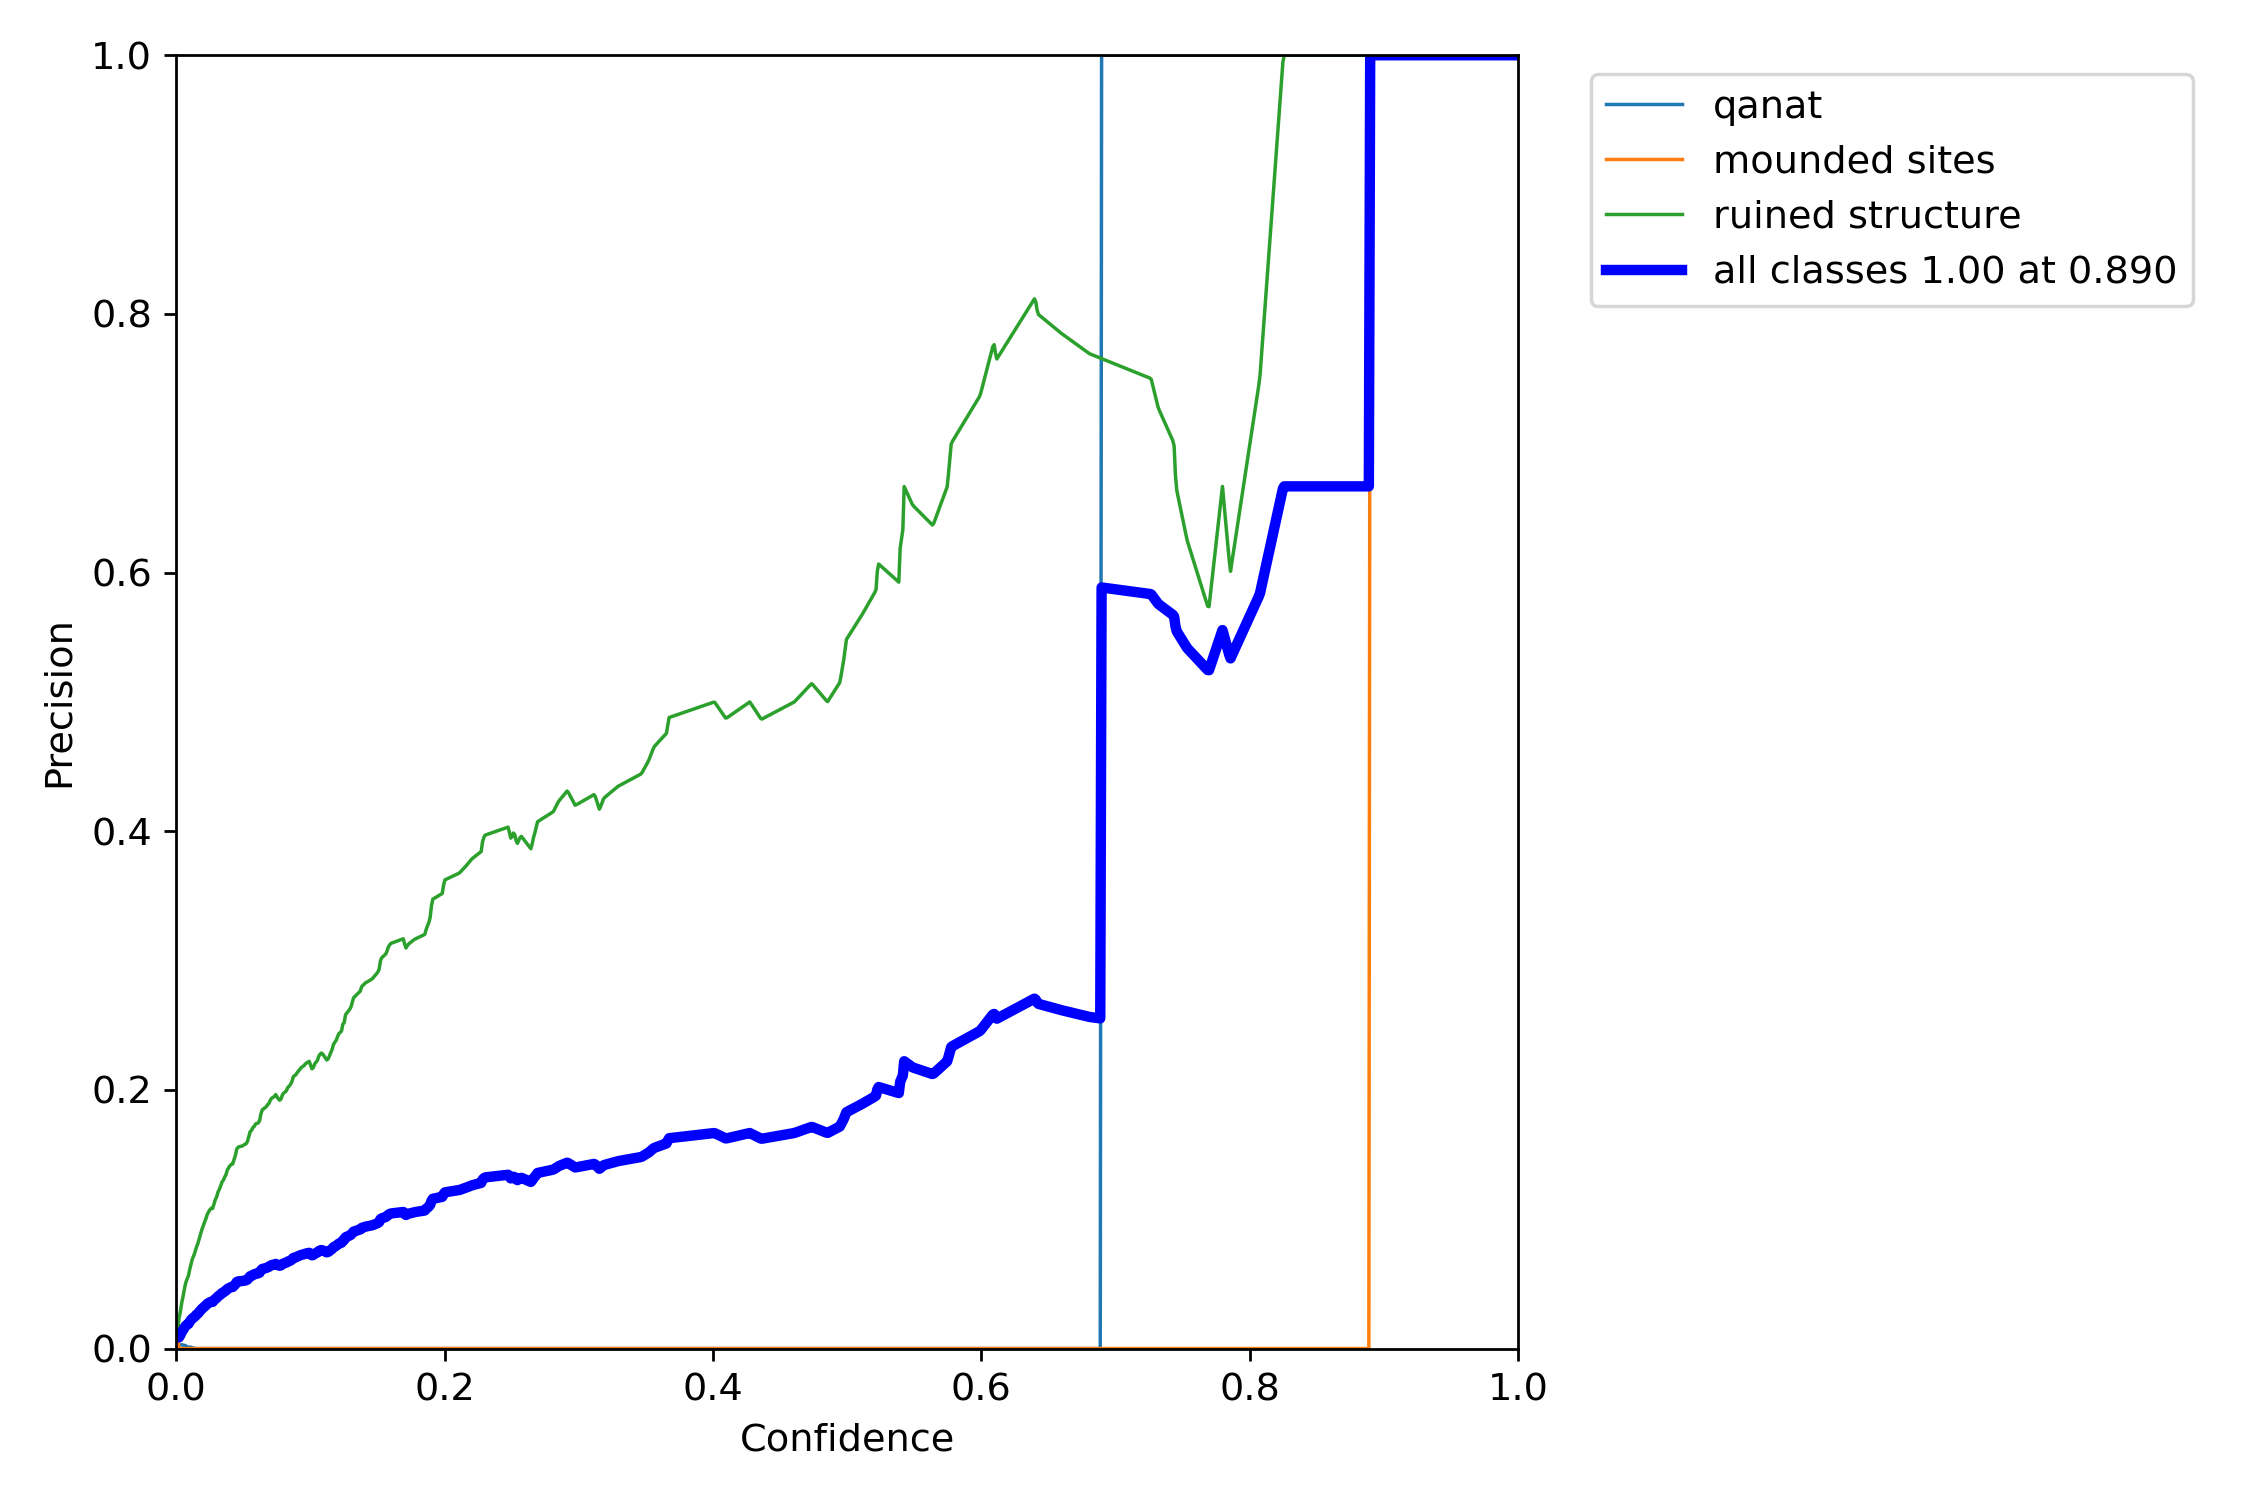 1.0
0.8
0.6
0.4
0.2
0.0
Precision
0.0 0.2 0.4 0.6 0.8 1.0
Confidence
qanat
mounded sites
ruined structure
all classes 1.00 at 0.890